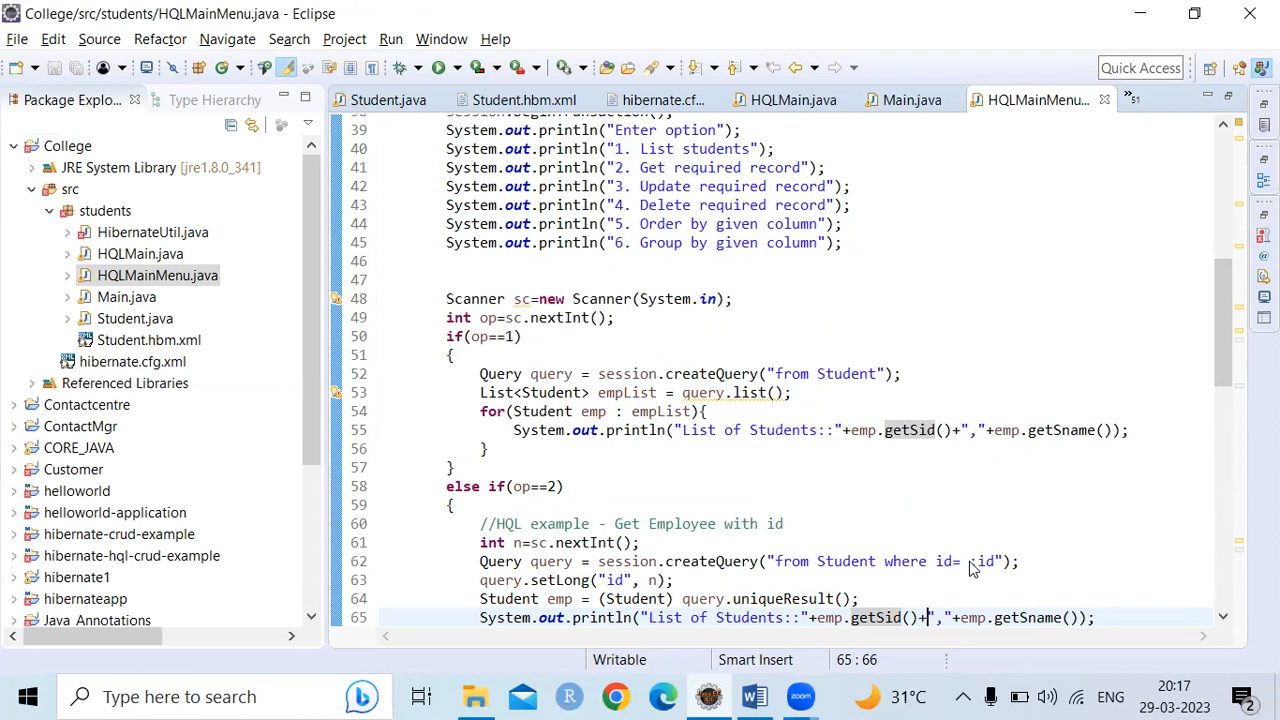 College/src/students/HQLMainMenu.java - Eclipse
File Edit Source Refactor Navigate Search Project Run Window Help
Quick Access
Package Explo... Type Hierarchy
Student.java Student.hbm.xml hibernate.cf... HQLMain.java Main.java HQLMainMenu... »51
College
JRE System Library [jre1.8.0_341]
src
students
HibernateUtil.java
HQLMain.java
HQLMainMenu.java
Main.java
Student.java
Student.hbm.xml
hibernate.cfg.xml
Referenced Libraries
Contactcentre
ContactMgr
CORE_JAVA
Customer
helloworld
helloworld-application
hibernate-crud-example
hibernate-hql-crud-example
hibernate1
hibernateapp
Java_Annotations
39 System.out.println("Enter option");
40 System.out.println("1. List students");
41 System.out.println("2. Get required record");
42 System.out.println("3. Update required record");
43 System.out.println("4. Delete required record");
44 System.out.println("5. Order by given column");
45 System.out.println("6. Group by given column");
46
47
48 Scanner sc=new Scanner(System.in);
49 int op=sc.nextInt();
50 if(op==1)
51 {
52 Query query = session.createQuery("from Student");
53 List<Student> empList = query.list();
54 for(Student emp : empList){
55 System.out.println("List of Students::"+emp.getSid()+","+emp.getSname());
56 }
57 }
58 else if(op==2)
59 {
60 //HQL example - Get Employee with id
61 int n=sc.nextInt();
62 Query query = session.createQuery("from Student where id= :id");
63 query.setLong("id", n);
64 Student emp = (Student) query.uniqueResult();
65 System.out.println("List of Students::"+emp.getSid()+","+emp.getSname());
Writable Smart Insert 65 : 66
Type here to search
zoom
31°C
ENG
20:17
29-03-2023
2